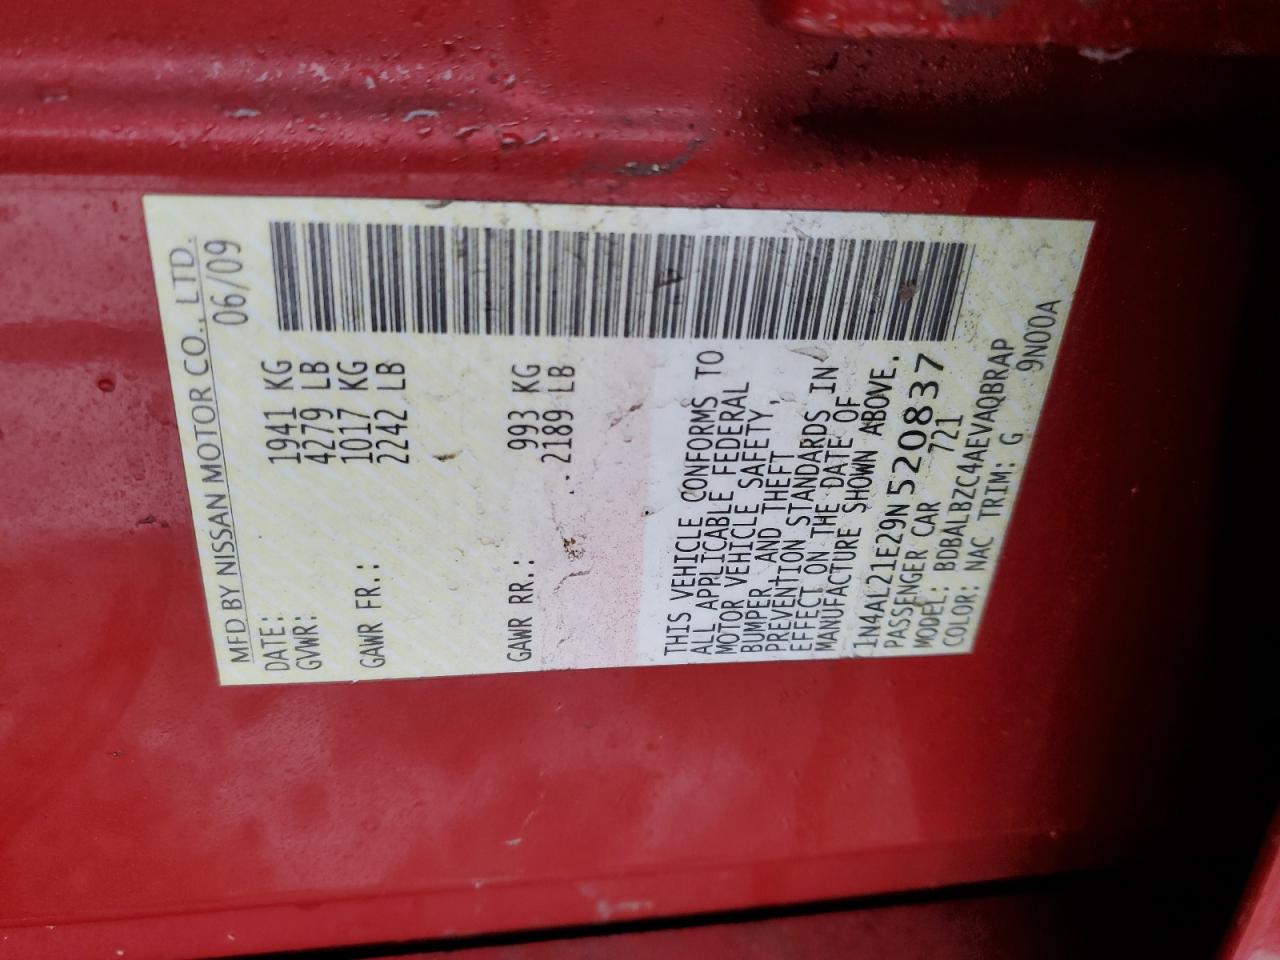 MFD BY NISSAN MOTOR CO., LTD.
DATE: 06/09
GVWR: 1941 KG
4279 LB
GAWR FR.: 1017 KG
2242 LB
GAWR RR.: 993 KG
2189 LB
THIS VEHICLE CONFORMS TO
ALL APPLICABLE FEDERAL
MOTOR VEHICLE SAFETY,
BUMPER AND THEFT
PREVENTION STANDARDS IN
EFFECT ON THE DATE OF
MANUFACTURE SHOWN ABOVE.
1N4AL21E29N520837
PASSENGER CAR 721
MODEL: BDBALBZC4AEVAQBRAP
COLOR: NAC TRIM: G 9N00A